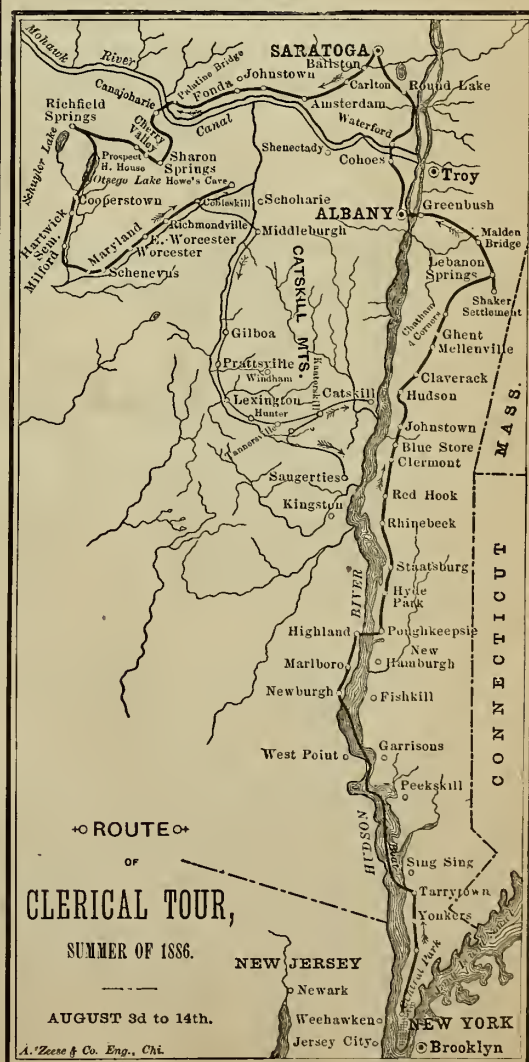 Mohawk River
SARATOGA
Ballston
Palatine Bridge
Johnstown
Fonda
Carlton
Round Lake
Canajoharie
Amsterdam
Richfield Springs
Canal
Waterford
Cherry Valley
Shenectady
Cohoes
Prospect H. House
Sharon Springs
Troy
Schuyler Lake
Otsego Lake
Howe's Cave
Cooperstown
Cobleskill
Schoharie
ALBANY
Greenbush
Hartwick Sem.
Richmondville
Middleburgh
Malden Bridge
Maryland
E. Worcester
Worcester
Milford
Schenevus
Lebanon Springs
CATSKILL MTS.
Shaker Settlement
Chatham 4 Corners
Gilboa
Ghent
Mellenville
Prattsville
Windham
Kaaterskill
Claverack
Lexington
Catskill
Hudson
Hunter
MASS.
Tannersville
Johnstown
Blue Store
Clermont
Saugerties
Kingston
Red Hook
Rhinebeck
CONNECTICUT
Staatsburg
RIVER
Hyde Park
Highland
Poughkeepsie
New Hamburgh
Marlboro
Newburgh
Fishkill
West Point
Garrisons
Peekskill
HUDSON
Boat
Sing Sing
Tarrytown
Yonkers
Central Park
ROUTE
OF
CLERICAL TOUR,
SUMMER OF 1886.
AUGUST 3d to 14th.
NEW JERSEY
Newark
Weehawken
NEW YORK
Jersey City
Brooklyn
A. Zeese & Co. Eng., Chi.